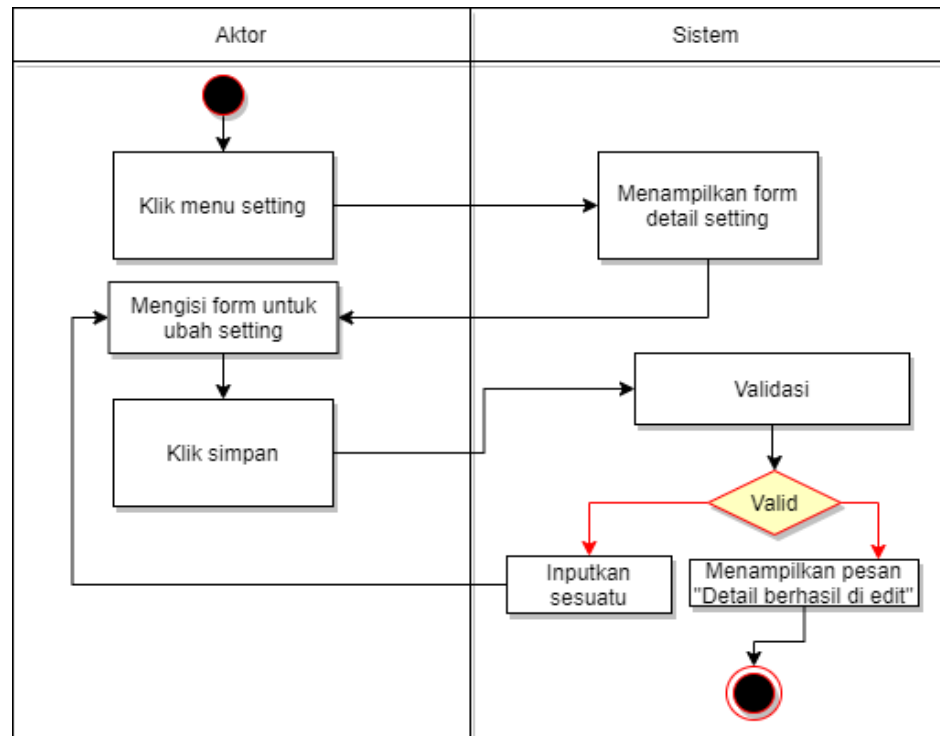 Aktor
Sistem
Klik menu setting
Menampilkan form
detail setting
Mengisi form untuk
ubah setting
Validasi
Klik simpan
Valid
Inputkan
sesuatu
Menampilkan pesan
"Detail berhasil di edit"